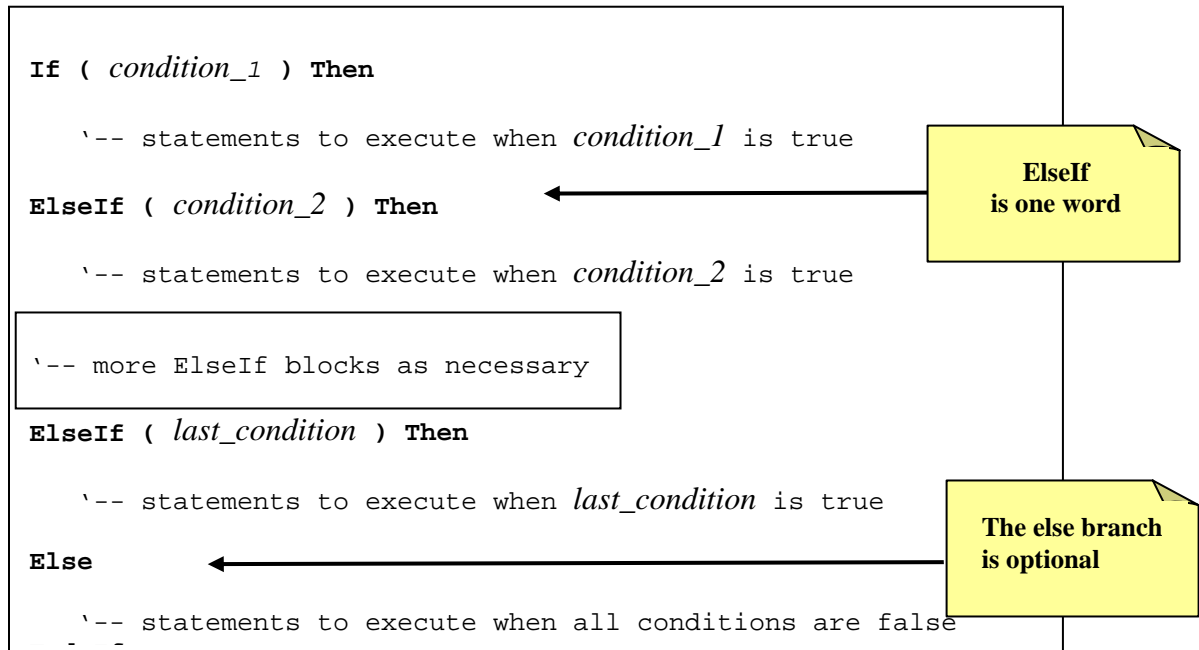 If ( condition_1 ) Then
‘-- statements to execute when condition_1 is true
ElseIf
is one word
ElseIf ( condition_2 ) Then
‘-- statements to execute when condition_2 is true
‘-- more ElseIf blocks as necessary
ElseIf ( last_condition ) Then
‘-- statements to execute when last_condition is true
The else branch
is optional
Else
‘-- statements to execute when all conditions are false